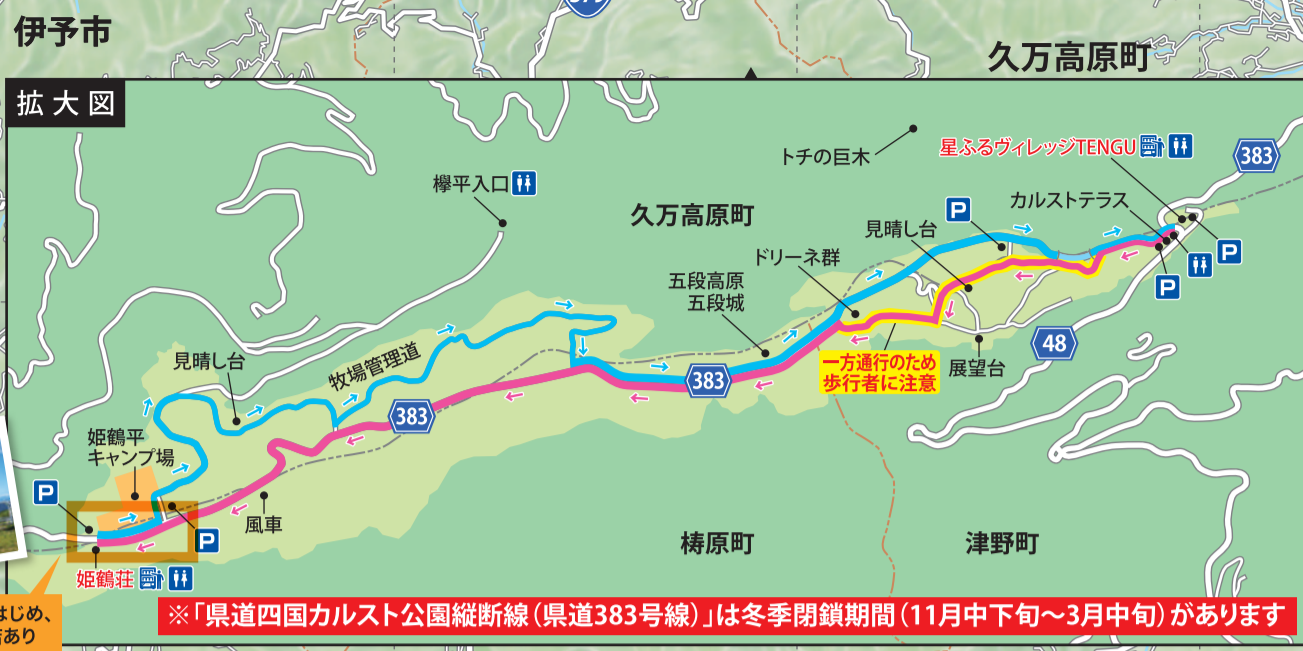 伊予市
久万高原町
拡大図
トチの巨木
星ふるヴィレッジTENGU
383
欅平入口
久万高原町
カルストテラス
P
見晴し台
ドリーネ群
P
五段高原
五段城
P
48
見晴し台
牧場管理道
383
一方通行のため
歩行者に注意
展望台
383
姫鶴平
キャンプ場
P
風車
P
梼原町
津野町
姫鶴荘
はじめ、
あり
※「県道四国カルスト公園縦断線(県道383号線)」は冬季閉鎖期間(11月中下旬～3月中旬)があります